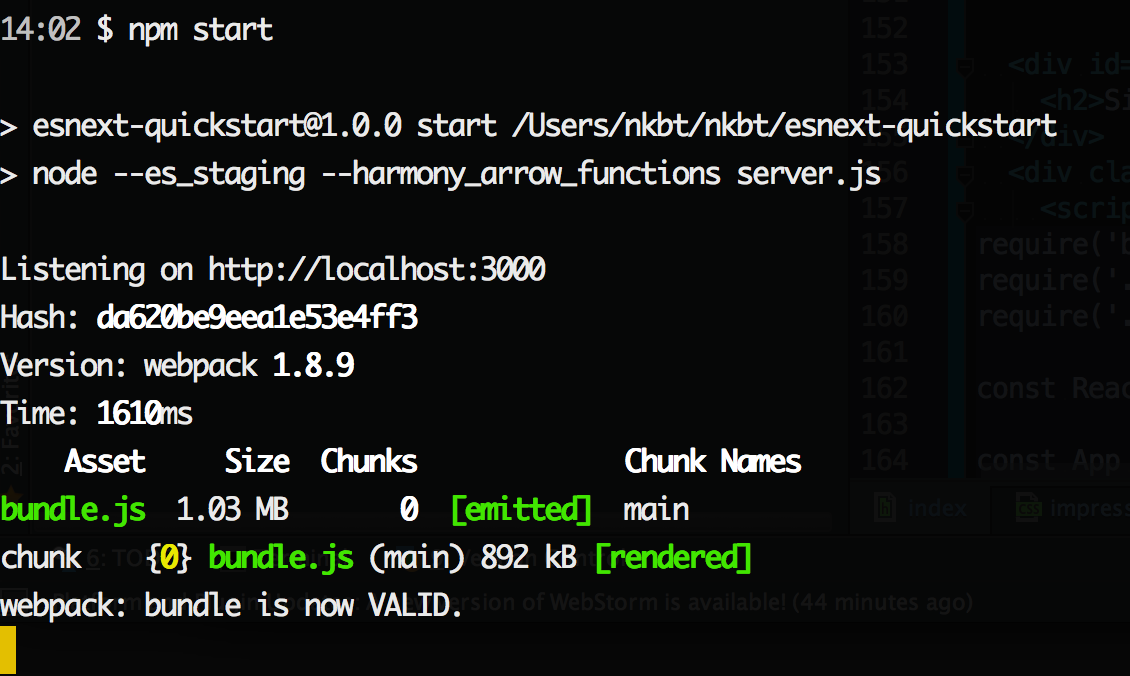 14:02 $ npm start
> esnext-quickstart@1.0.0 start /Users/nkbt/nkbt/esnext-quickstart
> node --es_staging --harmony_arrow_functions server.js
Listening on http://localhost:3000
Hash: da620be9eea1e53e4ff3
Version: webpack 1.8.9
Time: 1610ms
Asset Size Chunks Chunk Names
bundle.js 1.03 MB 0 [emitted] main
chunk {0} bundle.js (main) 892 kB [rendered]
webpack: bundle is now VALID.
152
153 <div id=
154 <h2>Si
</div>
156 <div cla
157 <scrip
158 require('b
159 require('.
160 require('.
161
162 const Reac
163
164 const App
index
impress
version of WebStorm is available! (44 minutes ago)